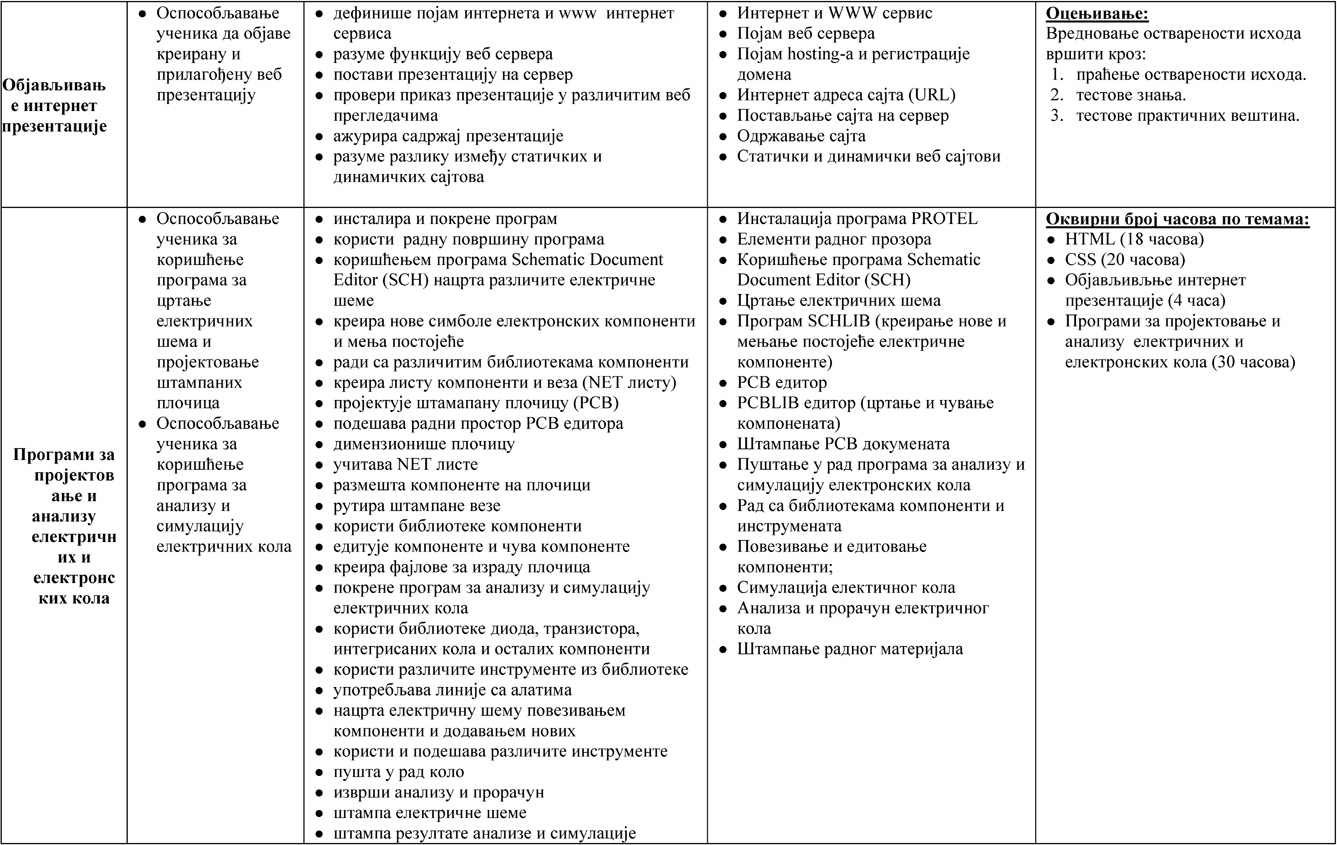 Објављивањ
е интернет
презентације
● Оспособљавање
ученика да објаве
креирану и
прилагођену веб
презентацију
● дефинише појам интернета и www интернет
сервиса
● разуме функцију веб сервера
● постави презентацију на сервер
● провери приказ презентације у различитим веб
прегледачима
● ажурира садржај презентације
● разуме разлику између статичких и
динамичких сајтова
● Интернет и WWW сервис
● Појам веб сервера
● Појам hosting-а и регистрације
домена
● Интернет адреса сајта (URL)
● Постављање сајта на сервер
● Одржавање сајта
● Статички и динамички веб сајтови
Оцењивање:
Вредновање остварености исхода
вршити кроз:
1. праћење остварености исхода.
2. тестове знања.
3. тестове практичних вештина.
Програми за
пројектов
ање и
анализу
електричн
их и
електронс
ких кола
● Оспособљавање
ученика за
коришћење
програма за
цртање
електричних
шема и
пројектовање
штампаних
плочица
● Оспособљавање
ученика за
коришћење
програма за
анализу и
симулацију
електричних кола
● инсталира и покрене програм
● користи радну површину програма
● коришћењем програма Schematic Document
Editor (SCH) нацрта различите електричне
шеме
● креира нове симболе електронских компоненти
и мења постојеће
● ради са различитим библиотекама компоненти
● креира листу компоненти и веза (NET листу)
● пројектује штамапану плочицу (PCB)
● подешава радни простор PCB едитора
● димензионише плочицу
● учитава NET листе
● размешта компоненте на плочици
● рутира штампане везе
● користи библиотеке компоненти
● едитује компоненте и чува компоненте
● креира фајлове за израду плочица
● покрене програм за анализу и симулацију
електричних кола
● користи библиотеке диода, транзистора,
интегрисаних кола и осталих компоненти
● користи различите инструменте из библиотеке
● употребљава линије са алатима
● нацрта електричну шему повезивањем
компоненти и додавањем нових
● користи и подешава различите инструменте
● пушта у рад коло
● изврши анализу и прорачун
● штампа електричне шеме
● штампа резултате анализе и симулације
● Инсталација програма PROTEL
● Елементи радног прозора
● Коришћење програма Schematic
Document Editor (SCH)
● Цртање електричних шема
● Програм SCHLIB (креирање нове и
мењање постојеће електричне
компоненте)
● PCB едитор
● PCBLIB едитор (цртање и чување
компонената)
● Штампање PCB докумената
● Пуштање у рад програма за анализу и
симулацију електронских кола
● Рад са библиотекама компоненти и
инструмената
● Повезивање и едитовање
компоненти;
● Симулација електичног кола
● Анализа и прорачун електричног
кола
● Штампање радног материјала
Оквирни број часова по темама:
● HTML (18 часова)
● CSS (20 часова)
● Објављивљње интернет
презентације (4 часа)
● Програми за пројектовање и
анализу електричних и
електронских кола (30 часова)